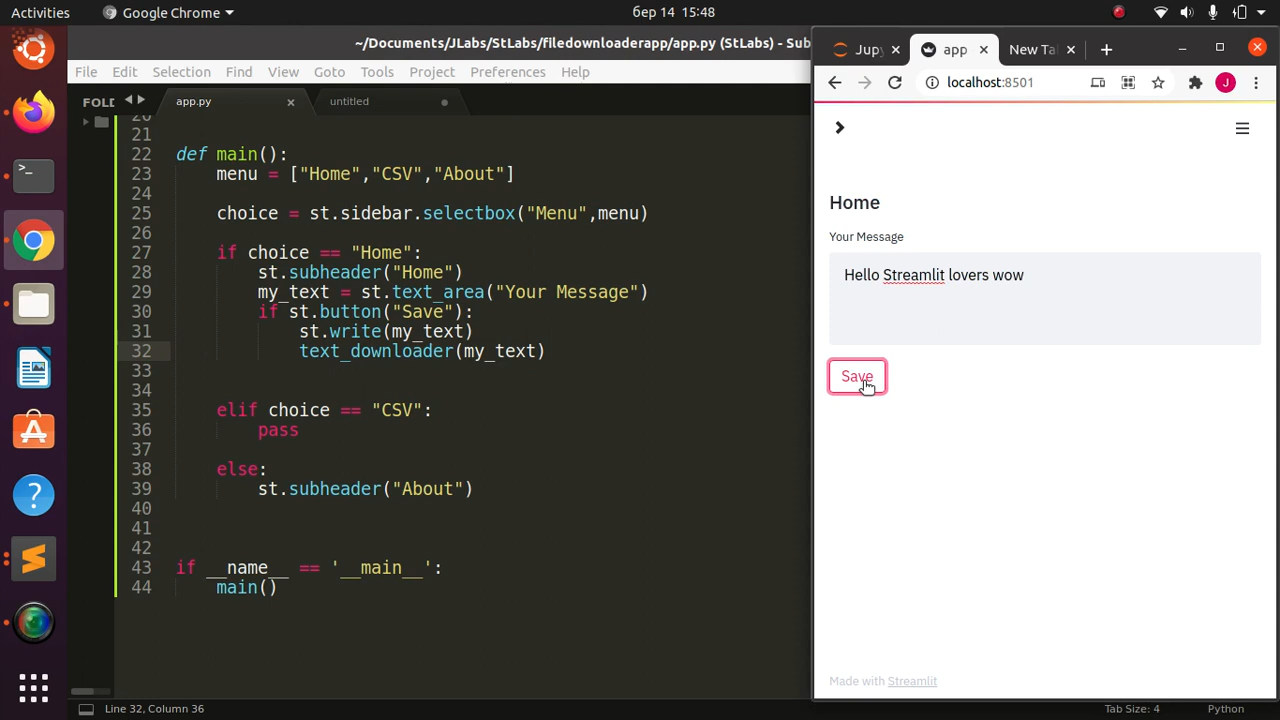 Activities
Google Chrome
бер 14 15:48
~/Documents/JLabs/StLabs/filedownloaderapp/app.py (StLabs) - Sub
File Edit Selection Find View Goto Tools Project Preferences Help
FOLD
app.py
untitled
20
21
22 def main():
23 menu = ["Home","CSV","About"]
24
25 choice = st.sidebar.selectbox("Menu",menu)
26
27 if choice == "Home":
28 st.subheader("Home")
29 my_text = st.text_area("Your Message")
30 if st.button("Save"):
31 st.write(my_text)
32 text_downloader(my_text)
33
34
35 elif choice == "CSV":
36 pass
37
38 else:
39 st.subheader("About")
40
41
42
43 if __name__ == '__main__':
44 main()
Line 32, Column 36
Tab Size: 4
Python
Jupy
app
New Ta
localhost:8501
J
Home
Your Message
Hello Streamlit lovers wow
Save
Made with Streamlit